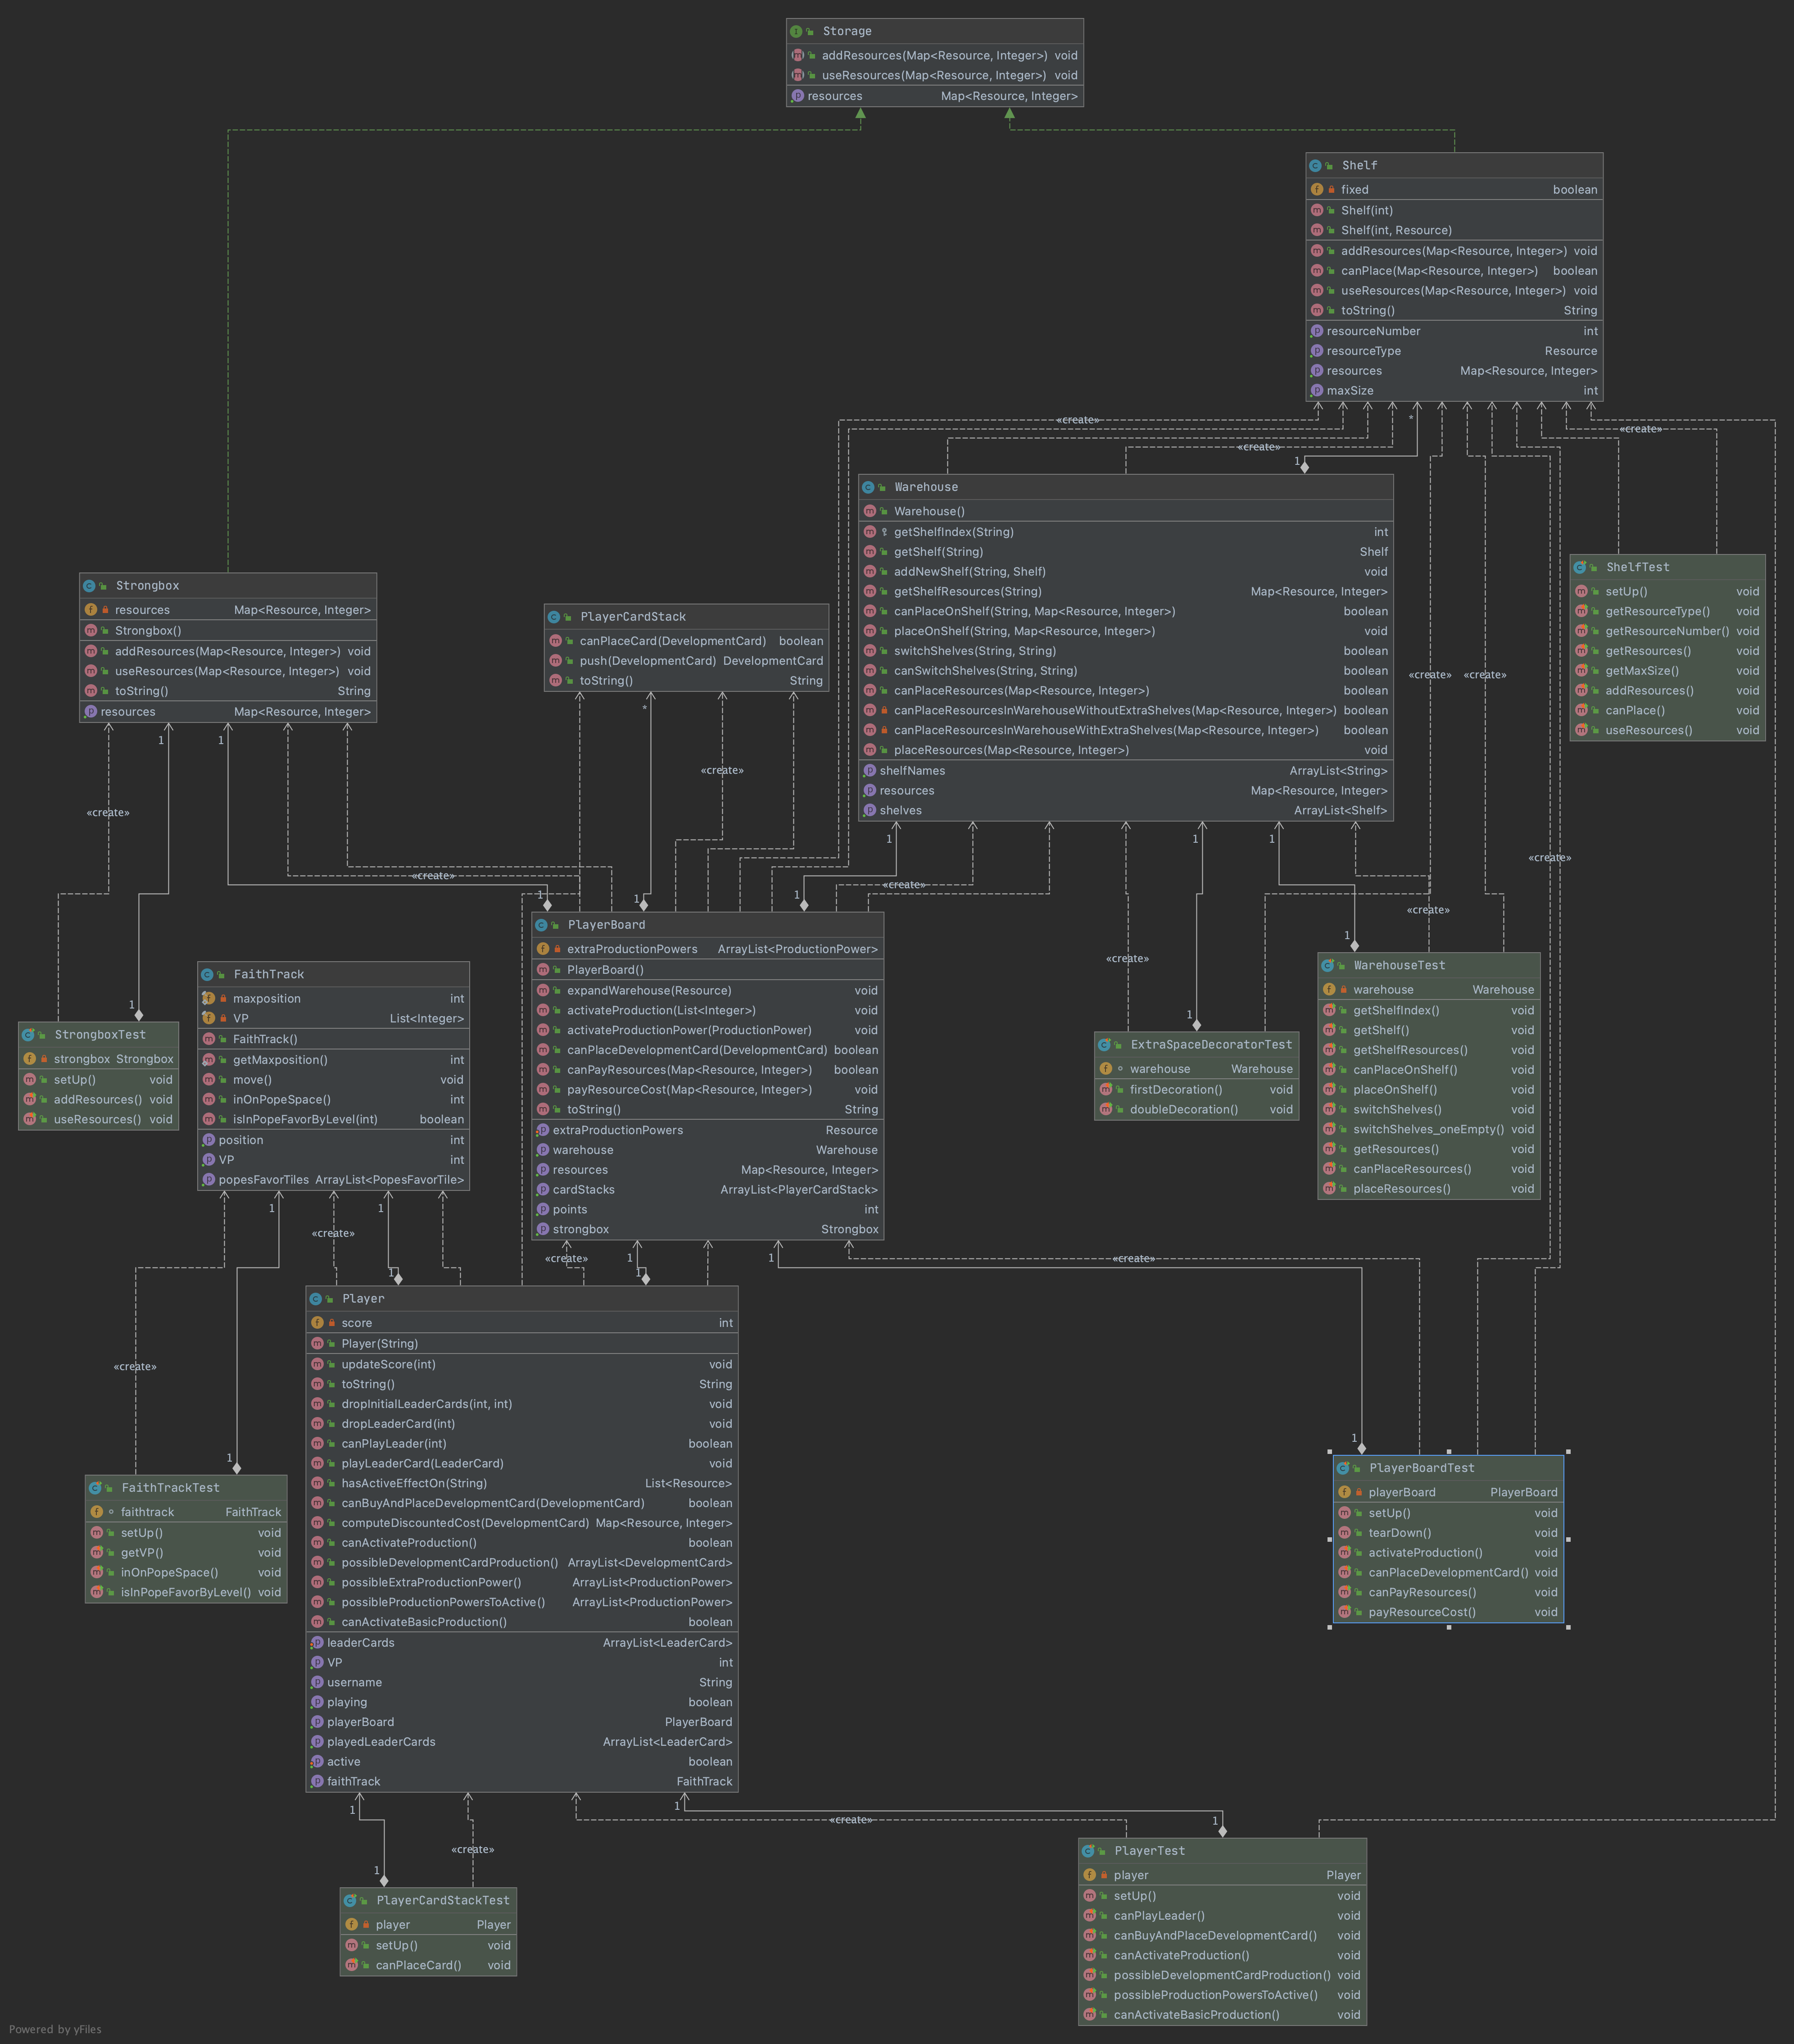 Storage
addResources(Map<Resource, Integer>) void
useResources(Map<Resource, Integer>) void
resources Map<Resource, Integer>
Shelf
fixed boolean
Shelf(int)
Shelf(int, Resource)
addResources(Map<Resource, Integer>) void
canPlace(Map<Resource, Integer>) boolean
useResources(Map<Resource, Integer>) void
toString() String
resourceNumber int
resourceType Resource
resources Map<Resource, Integer>
maxSize int
«create»
*
«create»
«create»
1
Warehouse
Warehouse()
getShelfIndex(String) int
getShelf(String) Shelf
addNewShelf(String, Shelf) void
getShelfResources(String) Map<Resource, Integer>
canPlaceOnShelf(String, Map<Resource, Integer>) boolean
placeOnShelf(String, Map<Resource, Integer>) void
switchShelves(String, String) boolean
canSwitchShelves(String, String) boolean
canPlaceResources(Map<Resource, Integer>) boolean
canPlaceResourcesInWarehouseWithoutExtraShelves(Map<Resource, Integer>) boolean
canPlaceResourcesInWarehouseWithExtraShelves(Map<Resource, Integer>) boolean
placeResources(Map<Resource, Integer>) void
shelfNames ArrayList<String>
resources Map<Resource, Integer>
shelves ArrayList<Shelf>
ShelfTest
setUp() void
getResourceType() void
getResourceNumber() void
getResources() void
getMaxSize() void
addResources() void
canPlace() void
useResources() void
Strongbox
resources Map<Resource, Integer>
Strongbox()
addResources(Map<Resource, Integer>) void
useResources(Map<Resource, Integer>) void
toString() String
resources Map<Resource, Integer>
PlayerCardStack
canPlaceCard(DevelopmentCard) boolean
push(DevelopmentCard) DevelopmentCard
toString() String
«create» «create»
*
1 1
«create»
«create»
1 1 1
«create»
«create»
«create»
1 1 1
«create»
1
«create»
PlayerBoard
extraProductionPowers ArrayList<ProductionPower>
PlayerBoard()
expandWarehouse(Resource) void
activateProduction(List<Integer>) void
activateProductionPower(ProductionPower) void
canPlaceDevelopmentCard(DevelopmentCard) boolean
canPayResources(Map<Resource, Integer>) boolean
payResourceCost(Map<Resource, Integer>) void
toString() String
extraProductionPowers Resource
warehouse Warehouse
resources Map<Resource, Integer>
cardStacks ArrayList<PlayerCardStack>
points int
strongbox Strongbox
WarehouseTest
warehouse Warehouse
getShelfIndex() void
getShelf() void
getShelfResources() void
canPlaceOnShelf() void
placeOnShelf() void
switchShelves() void
switchShelves_oneEmpty() void
getResources() void
canPlaceResources() void
placeResources() void
«create»
FaithTrack
maxposition int
VP List<Integer>
FaithTrack()
getMaxposition() int
move() void
inOnPopeSpace() int
isInPopeFavorByLevel(int) boolean
position int
VP int
popesFavorTiles ArrayList<PopesFavorTile>
1
StrongboxTest
strongbox Strongbox
setUp() void
addResources() void
useResources() void
1
ExtraSpaceDecoratorTest
warehouse Warehouse
firstDecoration() void
doubleDecoration() void
1 1
«create»
«create» 1 1 «create»
1 1
Player
score int
Player(String)
updateScore(int) void
toString() String
dropInitialLeaderCards(int, int) void
dropLeaderCard(int) void
canPlayLeader(int) boolean
playLeaderCard(LeaderCard) void
hasActiveEffectOn(String) List<Resource>
canBuyAndPlaceDevelopmentCard(DevelopmentCard) boolean
computeDiscountedCost(DevelopmentCard) Map<Resource, Integer>
canActivateProduction() boolean
possibleDevelopmentCardProduction() ArrayList<DevelopmentCard>
possibleExtraProductionPower() ArrayList<ProductionPower>
possibleProductionPowersToActive() ArrayList<ProductionPower>
canActivateBasicProduction() boolean
leaderCards ArrayList<LeaderCard>
VP int
username String
playing boolean
playerBoard PlayerBoard
playedLeaderCards ArrayList<LeaderCard>
active boolean
faithTrack FaithTrack
«create»
1
FaithTrackTest
faithtrack FaithTrack
setUp() void
getVP() void
inOnPopeSpace() void
isInPopeFavorByLevel() void
1
PlayerBoardTest
playerBoard PlayerBoard
setUp() void
tearDown() void
activateProduction() void
canPlaceDevelopmentCard() void
canPayResources() void
payResourceCost() void
1 1
«create»
1
«create»
1
PlayerCardStackTest
player Player
setUp() void
canPlaceCard() void
PlayerTest
player Player
setUp() void
canPlayLeader() void
canBuyAndPlaceDevelopmentCard() void
canActivateProduction() void
possibleDevelopmentCardProduction() void
possibleProductionPowersToActive() void
canActivateBasicProduction() void
Powered by yFiles